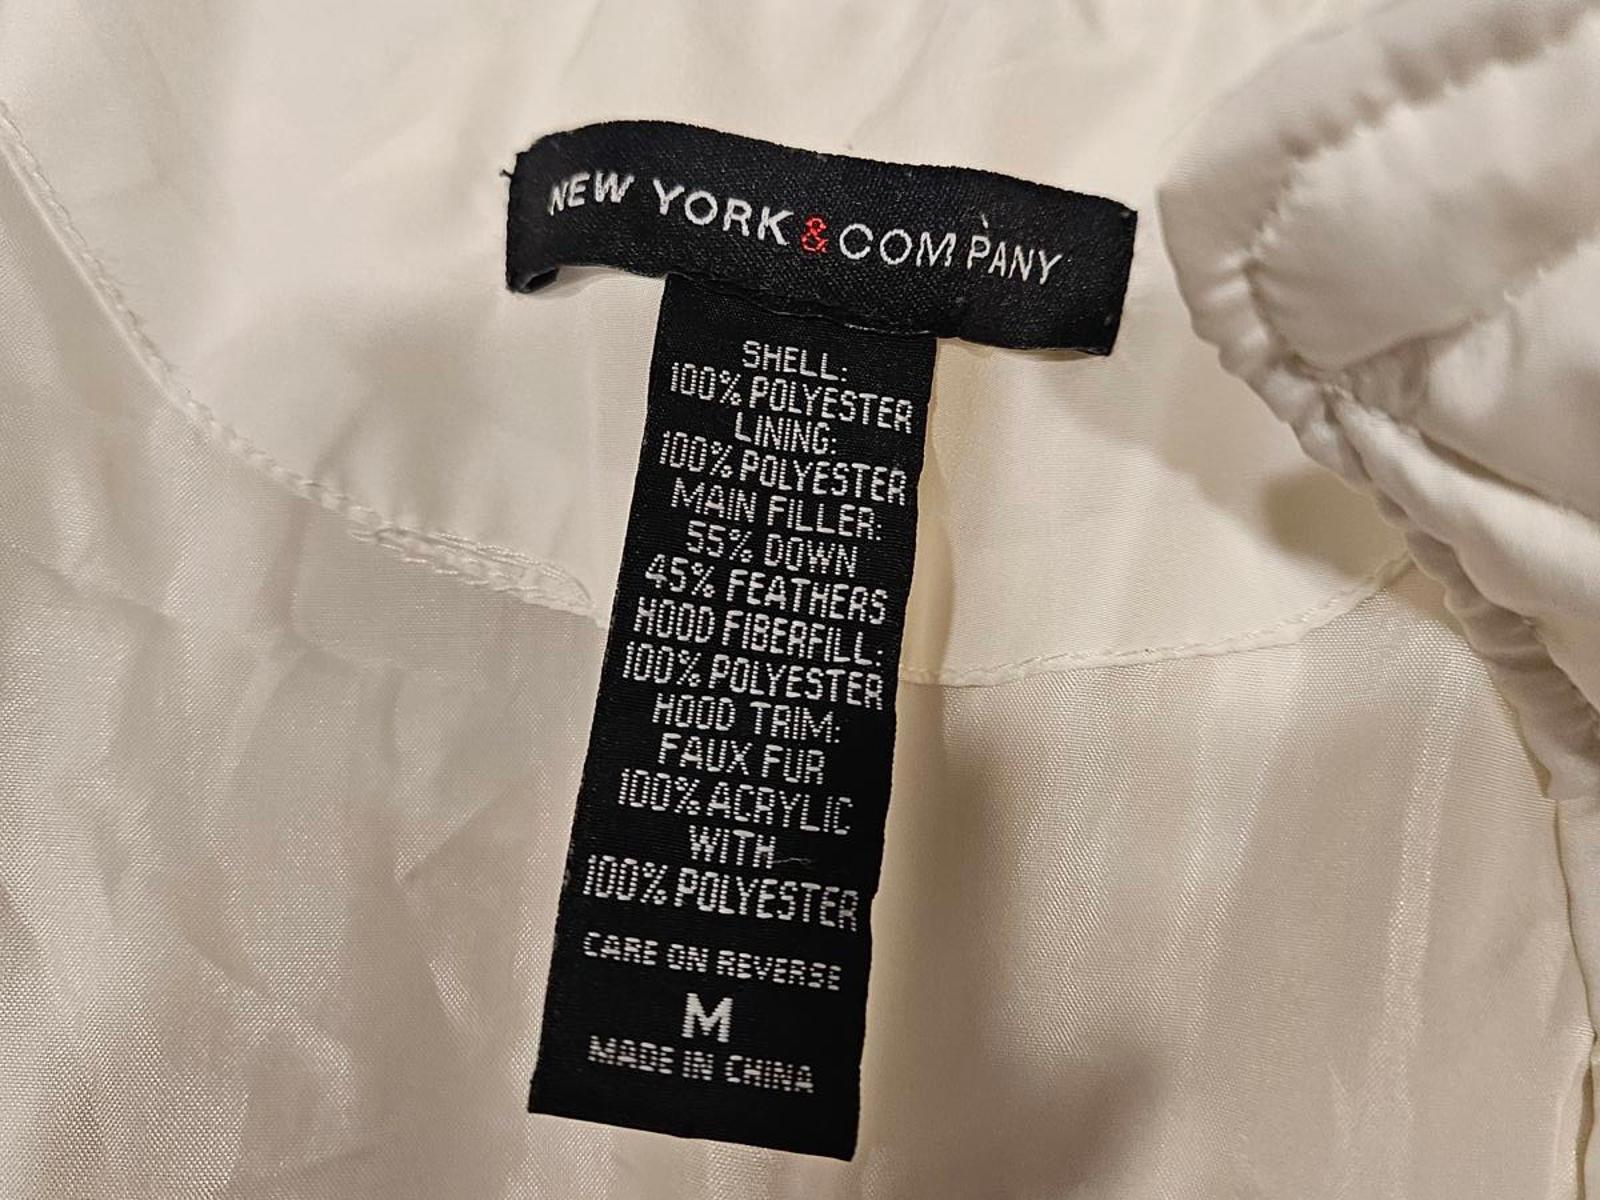 NEW YORK & COMPANY
SHELL:
100% POLYESTER
LINING:
100% POLYESTER
MAIN FILLER:
55% DOWN
45% FEATHERS
HOOD FIBERFILL:
100% POLYESTER
HOOD TRIM:
FAUX FUR
100% ACRYLIC
WITH
100% POLYESTER
CARE ON REVERSE
M
MADE IN CHINA